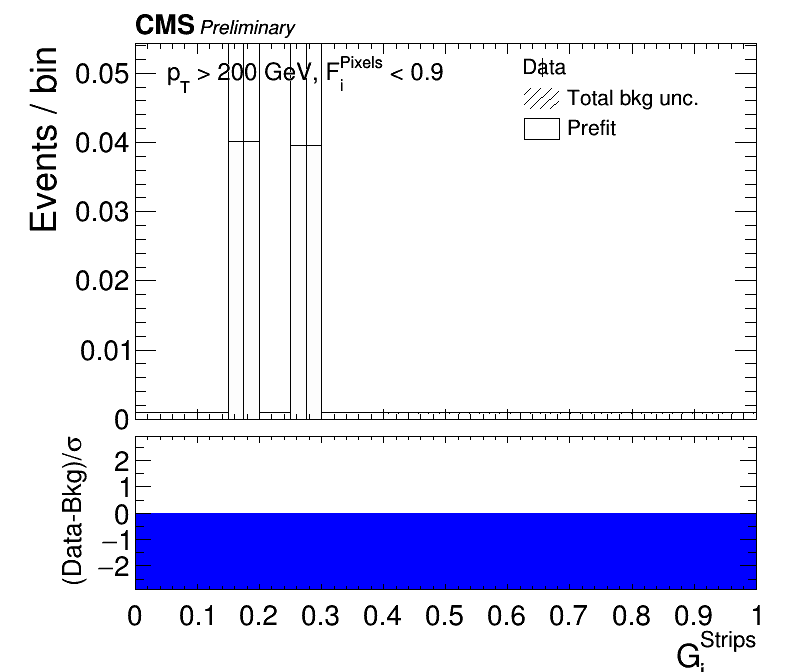 CMS Preliminary
Events / bin
p_T > 200 GeV, F_i^Pixels < 0.9
Data
Total bkg unc.
Prefit
0.05
0.04
0.03
0.02
0.01
0
(Data-Bkg)/σ
2
1
0
−1
−2
0 0.1 0.2 0.3 0.4 0.5 0.6 0.7 0.8 0.9 1
G_i^Strips